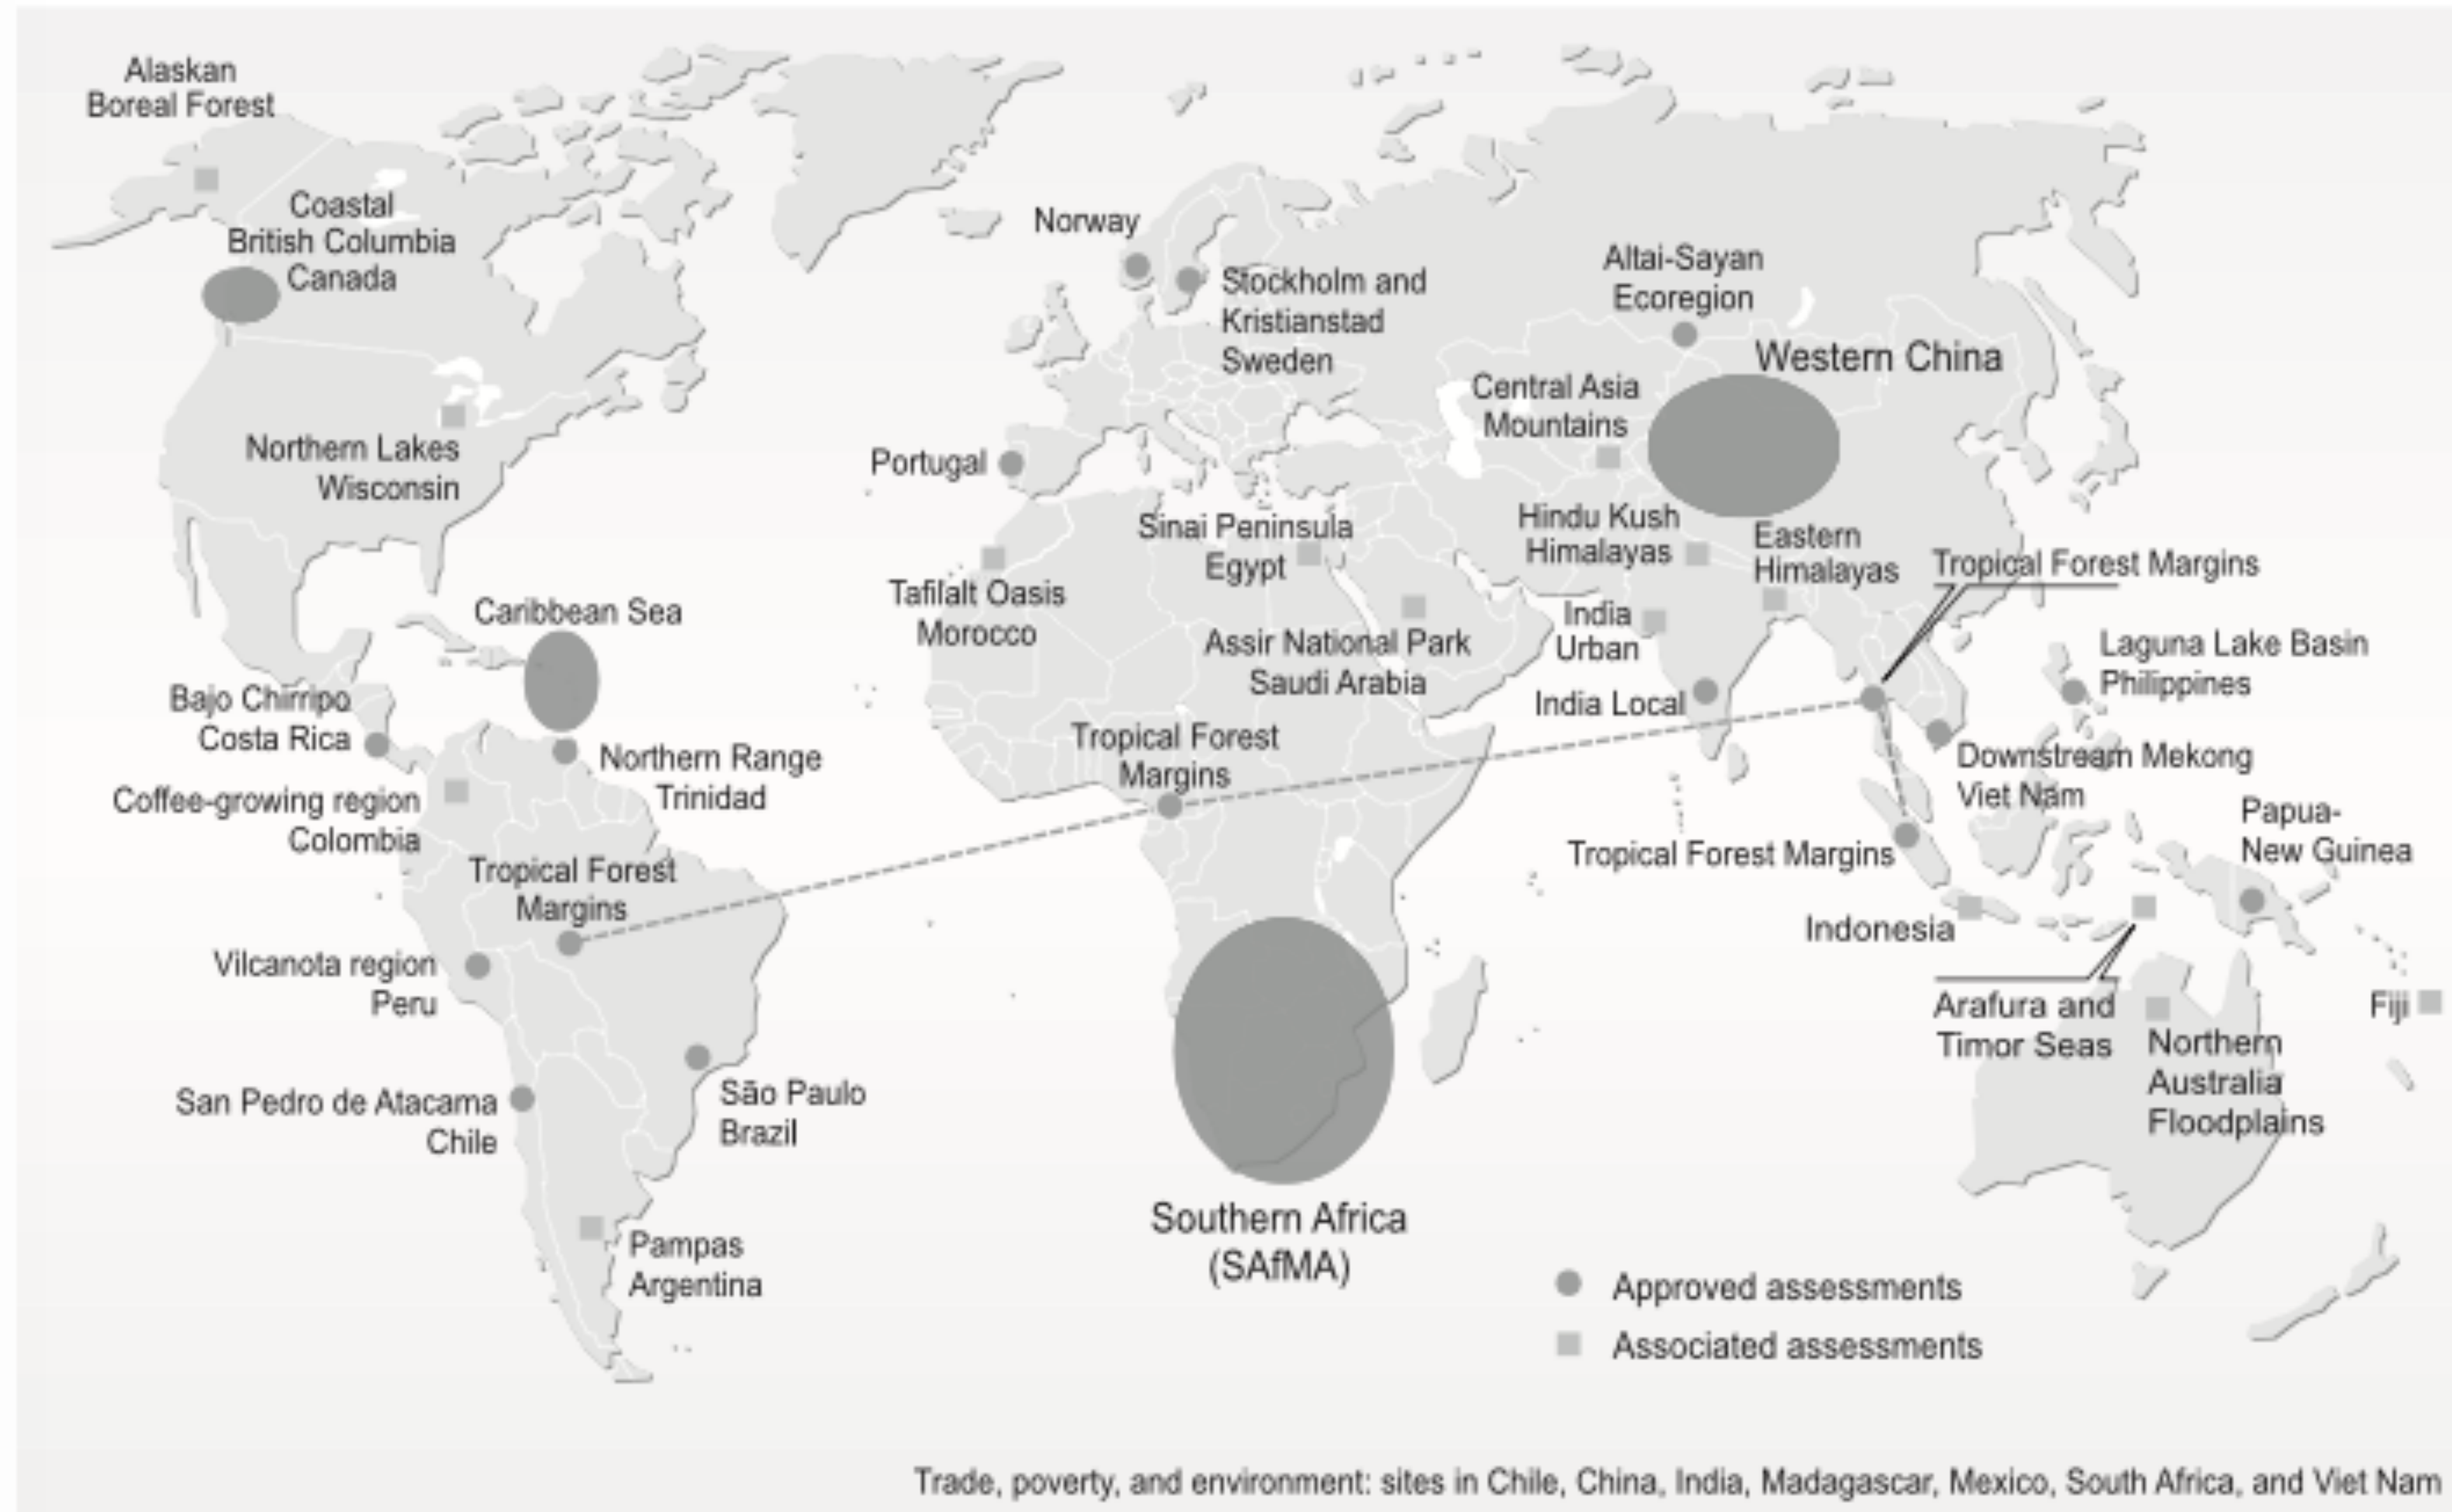 Alaskan
Boreal Forest
Coastal
British Columbia
Canada
Norway
Stockholm and
Kristianstad
Sweden
Altai-Sayan
Ecoregion
Western China
Central Asia
Mountains
Northern Lakes
Wisconsin
Portugal
Sinai Peninsula
Egypt
Hindu Kush
Himalayas
Eastern
Himalayas
Tropical Forest Margins
Tafilalt Oasis
Morocco
Caribbean Sea
Assir National Park
Saudi Arabia
India
Urban
India Local
Laguna Lake Basin
Philippines
Bajo Chirripo
Costa Rica
Northern Range
Trinidad
Tropical Forest
Margins
Downstream Mekong
Viet Nam
Coffee-growing region
Colombia
Papua-
New Guinea
Tropical Forest
Margins
Tropical Forest Margins
Indonesia
Vilcanota region
Peru
Arafura and
Timor Seas
Fiji
Northern
Australia
Floodplains
San Pedro de Atacama
Chile
São Paulo
Brazil
Southern Africa
(SAfMA)
Pampas
Argentina
Approved assessments
Associated assessments
Trade, poverty, and environment: sites in Chile, China, India, Madagascar, Mexico, South Africa, and Viet Nam